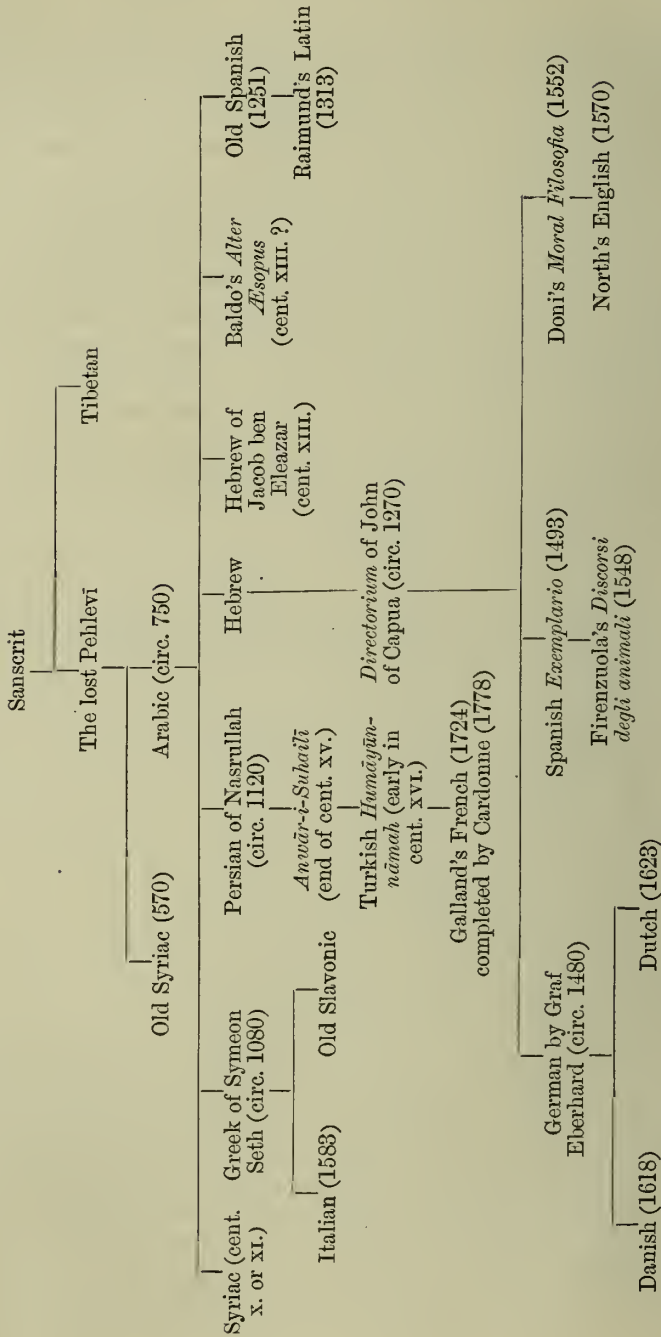 Sanscrit
The lost Pehlevī
Tibetan
Old Syriac (570)
Arabic (circ. 750)
Syriac (cent.
x. or xi.)
Greek of Symeon
Seth (circ. 1080)
Italian (1583)
Old Slavonic
Persian of Nasrullah
(circ. 1120)
Anwār-i-Suhailī
(end of cent. xv.)
Turkish Humāyūn-
nāmah (early in
cent. xvi.)
Galland's French (1724)
completed by Cardonne (1778)
Hebrew
Directorium of John
of Capua (circ. 1270)
Hebrew of
Jacob ben
Eleazar
(cent. xiii.)
Baldo's Alter
Æsopus
(cent. xiii. ?)
Old Spanish
(1251)
Raimund's Latin
(1313)
German by Graf
Eberhard (circ. 1480)
Danish (1618)
Dutch (1623)
Spanish Exemplario (1493)
Firenzuola's Discorsi
degli animali (1548)
Doni's Moral Filosofia (1552)
North's English (1570)